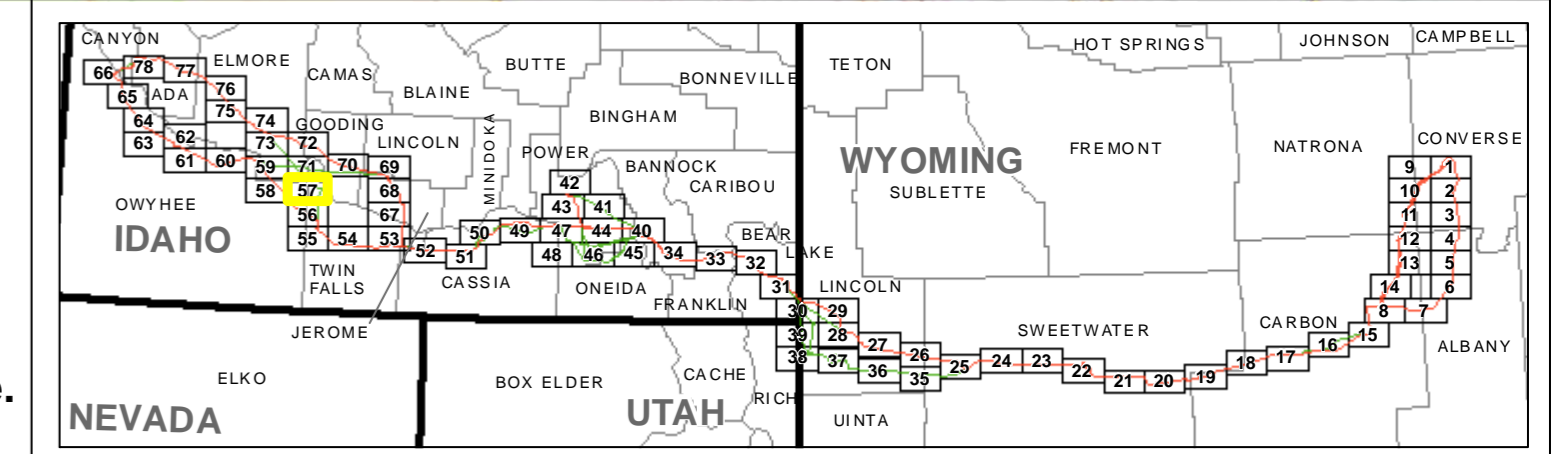 CANYON
HOT SPRINGS
JOHNSON
CAMPBELL
ELMORE
CAMAS
BUTTE
BONNEVILLE
TETON
66 78 77
76
65 ADA
BLAINE
75
64 74
GOODING
BINGHAM
63 62 73 72
LINCOLN
MINIDOKA
POWER
BANNOCK
WYOMING
FREMONT
NATRONA
CONVERSE
61 60 59 71 70 69
58 57 68
42
CARIBOU
SUBLETTE
9 1
10 2
OWYHEE
56 67
43 41
11 3
IDAHO
55 54 53 52 51 50 49 47 44 40
BEAR
LAKE
12 4
48 46 45 34 33 32
13 5
TWIN
FALLS
CASSIA
ONEIDA
FRANKLIN
31
LINCOLN
14 6
JEROME
30 29
8 7
39 28
27
SWEETWATER
CARBON
15
ALBANY
38 37
26 25 24 23 22 21 20 19 18 17 16
36 35
ELKO
BOX ELDER
CACHE
RICH
NEVADA
UTAH
UINTA
e.